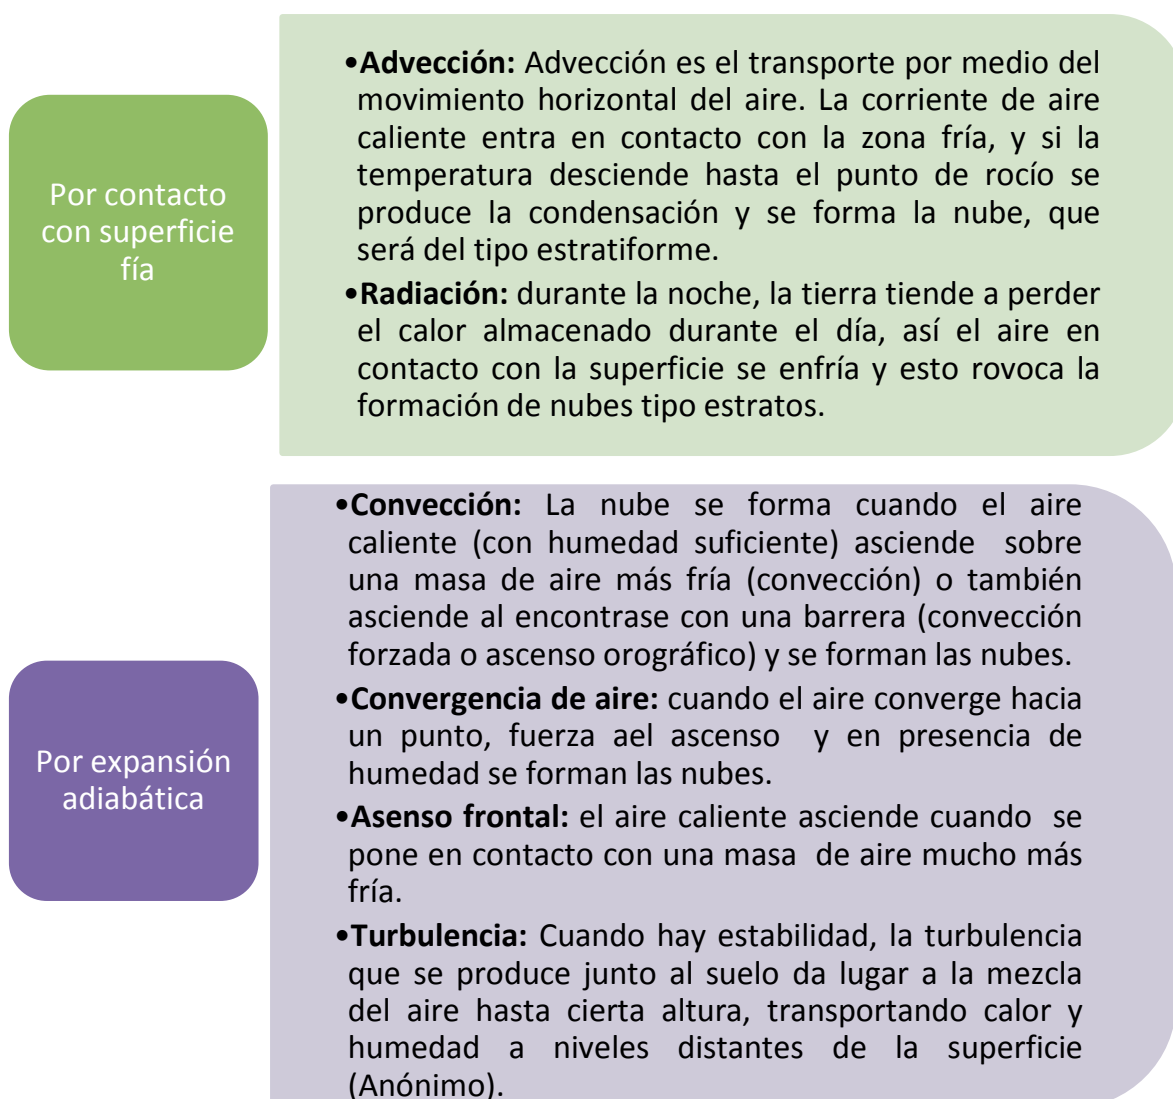 Por contacto
con superficie
fía
•Advección: Advección es el transporte por medio del
movimiento horizontal del aire. La corriente de aire
caliente entra en contacto con la zona fría, y si la
temperatura desciende hasta el punto de rocío se
produce la condensación y se forma la nube, que
será del tipo estratiforme.
•Radiación: durante la noche, la tierra tiende a perder
el calor almacenado durante el día, así el aire en
contacto con la superficie se enfría y esto rovoca la
formación de nubes tipo estratos.
Por expansión
adiabática
•Convección: La nube se forma cuando el aire
caliente (con humedad suficiente) asciende sobre
una masa de aire más fría (convección) o también
asciende al encontrase con una barrera (convección
forzada o ascenso orográfico) y se forman las nubes.
•Convergencia de aire: cuando el aire converge hacia
un punto, fuerza ael ascenso y en presencia de
humedad se forman las nubes.
•Asenso frontal: el aire caliente asciende cuando se
pone en contacto con una masa de aire mucho más
fría.
•Turbulencia: Cuando hay estabilidad, la turbulencia
que se produce junto al suelo da lugar a la mezcla
del aire hasta cierta altura, transportando calor y
humedad a niveles distantes de la superficie
(Anónimo).